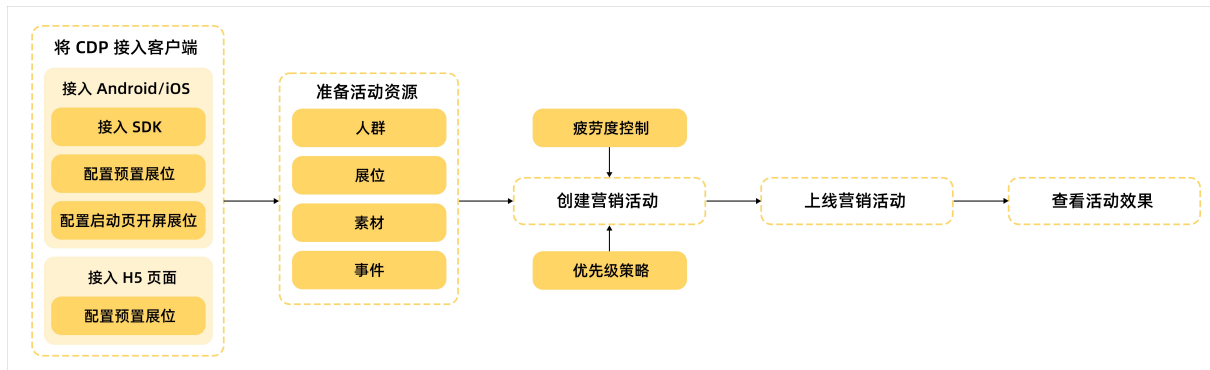 将 CDP 接入客户端
接入 Android/iOS
接入 SDK
配置预置展位
配置启动页开屏展位
接入 H5 页面
配置预置展位
准备活动资源
人群
展位
素材
事件
疲劳度控制
创建营销活动
优先级策略
上线营销活动
查看活动效果